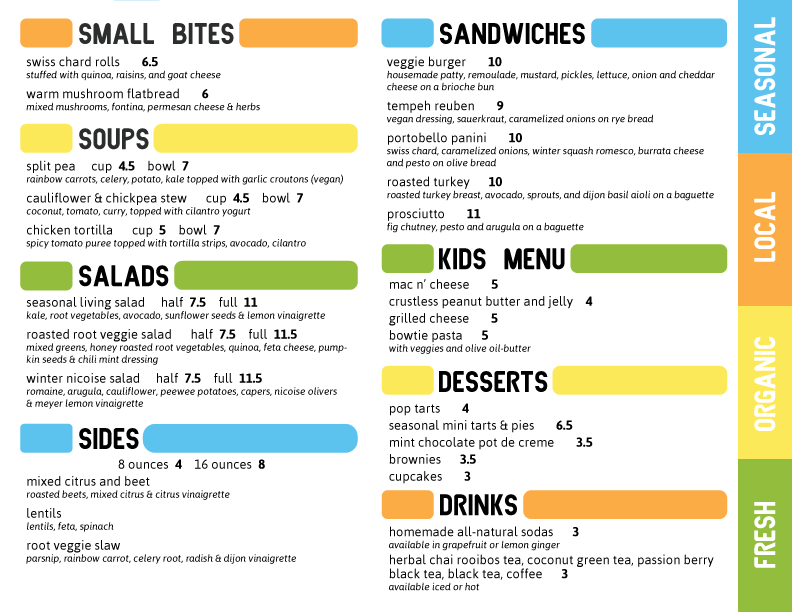 SMALL BITES
swiss chard rolls 6.5
stuffed with quinoa, raisins, and goat cheese
warm mushroom flatbread 6
mixed mushrooms, fontina, permesan cheese & herbs
SOUPS
split pea cup 4.5 bowl 7
rainbow carrots, celery, potato, kale topped with garlic croutons (vegan)
cauliflower & chickpea stew cup 4.5 bowl 7
coconut, tomato, curry, topped with cilantro yogurt
chicken tortilla cup 5 bowl 7
spicy tomato puree topped with tortilla strips, avocado, cilantro
SALADS
seasonal living salad half 7.5 full 11
kale, root vegetables, avocado, sunflower seeds & lemon vinaigrette
roasted root veggie salad half 7.5 full 11.5
mixed greens, honey roasted root vegetables, quinoa, feta cheese, pump-
kin seeds & chili mint dressing
winter nicoise salad half 7.5 full 11.5
romaine, arugula, cauliflower, peewee potatoes, capers, nicoise olivers
& meyer lemon vinaigrette
SIDES
8 ounces 4 16 ounces 8
mixed citrus and beet
roasted beets, mixed citrus & citrus vinaigrette
lentils
lentils, feta, spinach
root veggie slaw
parsnip, rainbow carrot, celery root, radish & dijon vinaigrette
SANDWICHES
veggie burger 10
housemade patty, remoulade, mustard, pickles, lettuce, onion and cheddar
cheese on a brioche bun
tempeh reuben 9
vegan dressing, sauerkraut, caramelized onions on rye bread
portobello panini 10
swiss chard, caramelized onions, winter squash romesco, burrata cheese
and pesto on olive bread
roasted turkey 10
roasted turkey breast, avocado, sprouts, and dijon basil aioli on a baguette
prosciutto 11
fig chutney, pesto and arugula on a baguette
KIDS MENU
mac n' cheese 5
crustless peanut butter and jelly 4
grilled cheese 5
bowtie pasta 5
with veggies and olive oil-butter
DESSERTS
pop tarts 4
seasonal mini tarts & pies 6.5
mint chocolate pot de creme 3.5
brownies 3.5
cupcakes 3
DRINKS
homemade all-natural sodas 3
available in grapefruit or lemon ginger
herbal chai rooibos tea, coconut green tea, passion berry
black tea, black tea, coffee 3
available iced or hot
SEASONAL
LOCAL
ORGANIC
FRESH